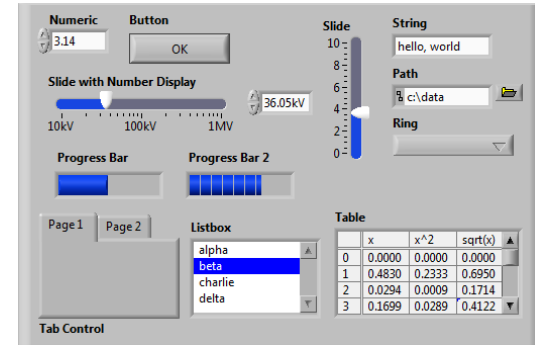 Numeric
3.14
Button
OK
Slide with Number Display
10kV 100kV 1MV
36.05kV
Slide
10
8
6
4
2
0
String
hello, world
Path
c:\data
Ring
Progress Bar
Progress Bar 2
Page 1 Page 2
Tab Control
Listbox
alpha
beta
charlie
delta
Table
x x^2 sqrt(x)
0 0.0000 0.0000 0.0000
1 0.4830 0.2333 0.6950
2 0.0294 0.0009 0.1714
3 0.1699 0.0289 0.4122